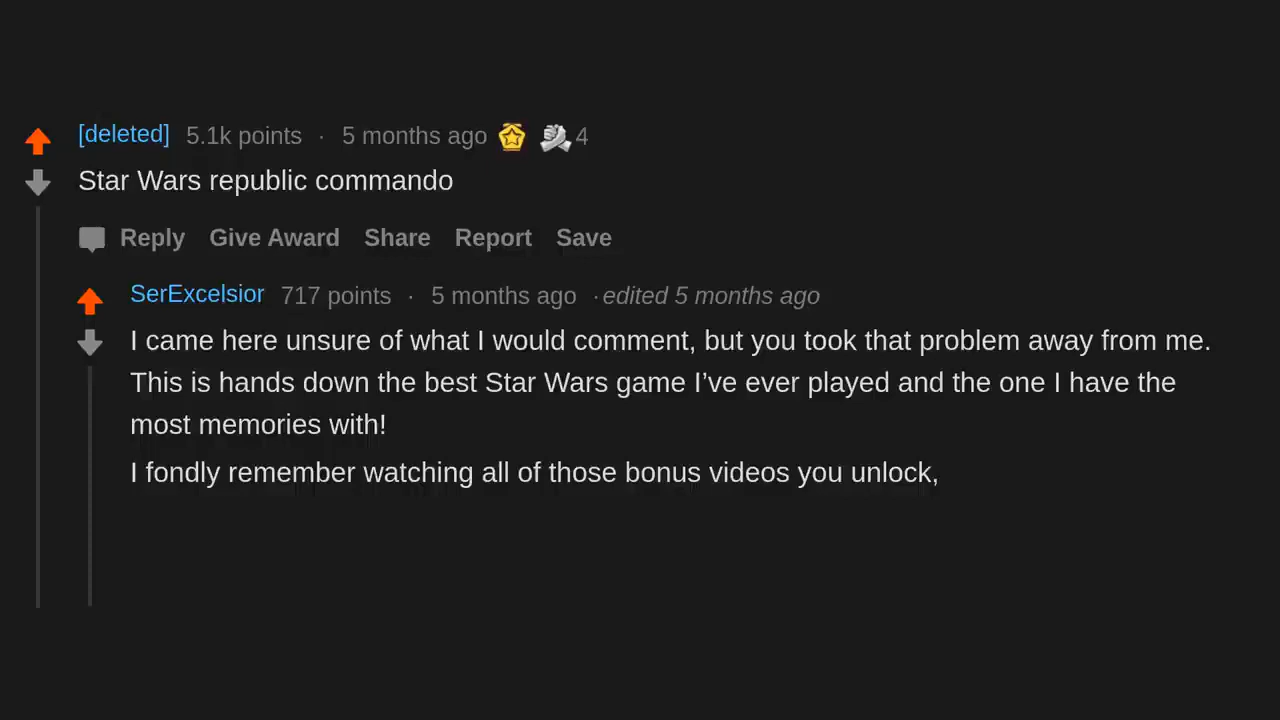 [deleted] 5.1k points · 5 months ago 4
Star Wars republic commando
Reply Give Award Share Report Save
SerExcelsior 717 points · 5 months ago · edited 5 months ago
I came here unsure of what I would comment, but you took that problem away from me.
This is hands down the best Star Wars game I’ve ever played and the one I have the
most memories with!
I fondly remember watching all of those bonus videos you unlock,